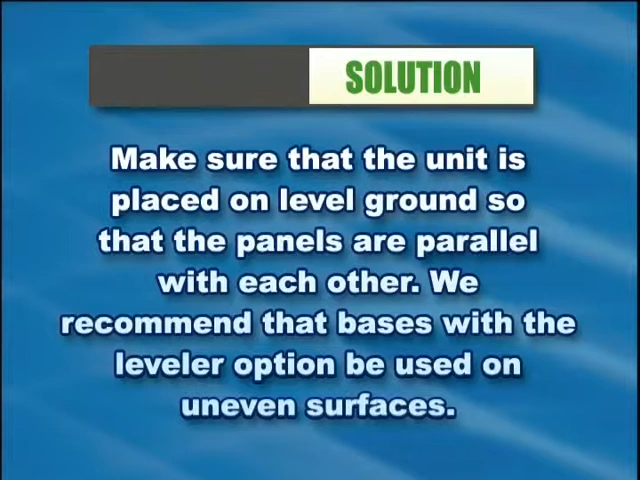 SOLUTION
Make sure that the unit is
placed on level ground so
that the panels are parallel
with each other. We
recommend that bases with the
leveler option be used on
uneven surfaces.